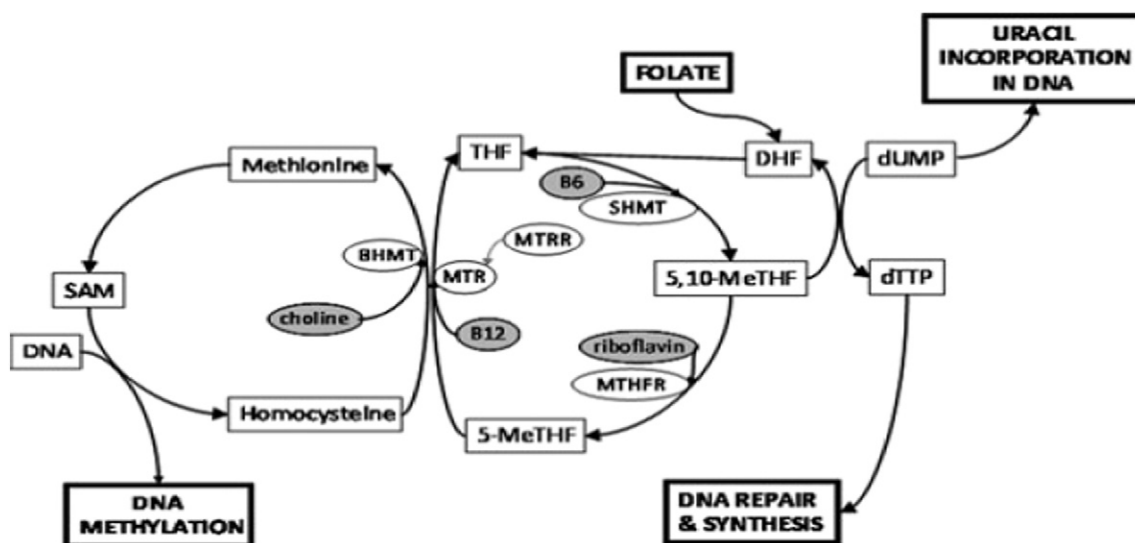 URACIL
INCORPORATION
IN DNA
FOLATE
THF
DHF
dUMP
Methionine
B6
SHMT
MTRR
BHMT
MTR
5,10-MeTHF
dTTP
SAM
choline
B12
DNA
riboflavin
MTHFR
Homocysteine
5-MeTHF
DNA
METHYLATION
DNA REPAIR
& SYNTHESIS